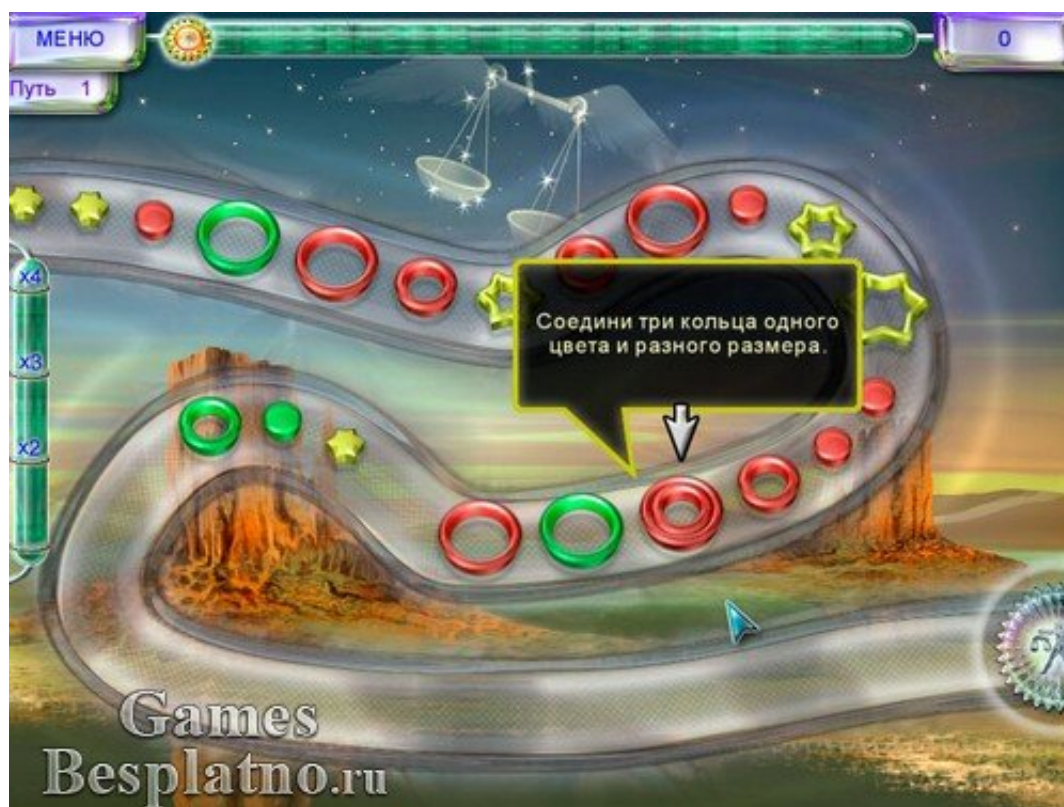 МЕНЮ
0
Путь 1
x4
Соедини три кольца одного
цвета и разного размера.
x3
x2
Games
Besplatno.ru